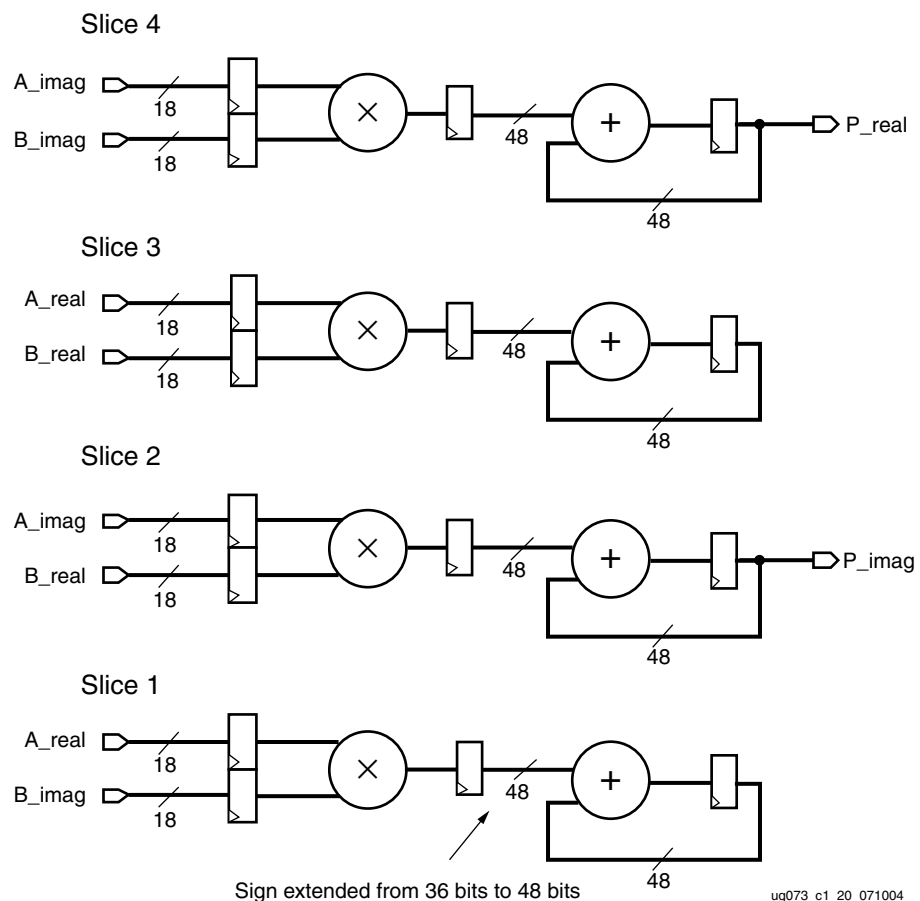 Slice 4
A_imag
18
B_imag
18
×
48
+
48
P_real
Slice 3
A_real
18
B_real
18
×
48
+
48
Slice 2
A_imag
18
B_real
18
×
48
+
48
P_imag
Slice 1
A_real
18
B_imag
18
×
48
+
48
Sign extended from 36 bits to 48 bits
ug073_c1_20_071004